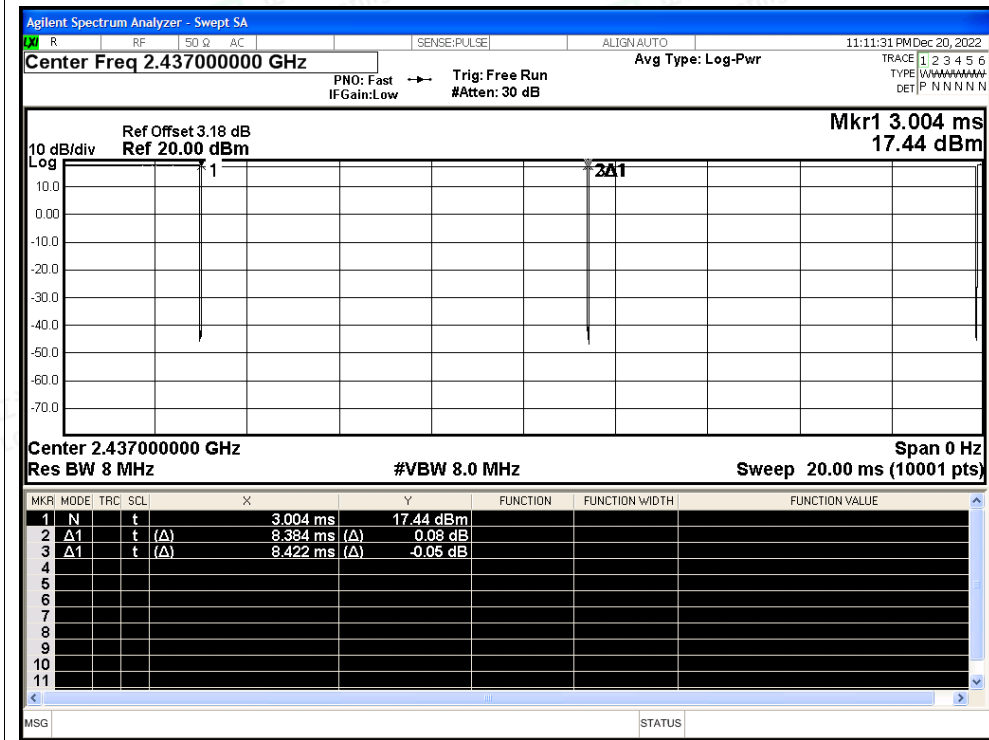 Agilent Spectrum Analyzer - Swept SA
LXI R RF 50 Ω AC SENSE:PULSE ALIGN AUTO 11:11:31 PM Dec 20, 2022
Center Freq 2.437000000 GHz Avg Type: Log-Pwr TRACE 1 2 3 4 5 6
PNO: Fast Trig: Free Run TYPE
IFGain:Low #Atten: 30 dB DET P N N N N N
Mkr1 3.004 ms
Ref Offset 3.18 dB
10 dB/div Ref 20.00 dBm 17.44 dBm
Log
1 2Δ1
10.0
0.00
-10.0
-20.0
-30.0
-40.0
-50.0
-60.0
-70.0
Center 2.437000000 GHz Span 0 Hz
Res BW 8 MHz #VBW 8.0 MHz Sweep 20.00 ms (10001 pts)
MKR MODE TRC SCL X Y FUNCTION FUNCTION WIDTH FUNCTION VALUE
1 N t 3.004 ms 17.44 dBm
2 Δ1 t (Δ) 8.384 ms (Δ) 0.08 dB
3 Δ1 t (Δ) 8.422 ms (Δ) -0.05 dB
4
5
6
7
8
9
10
11
MSG STATUS